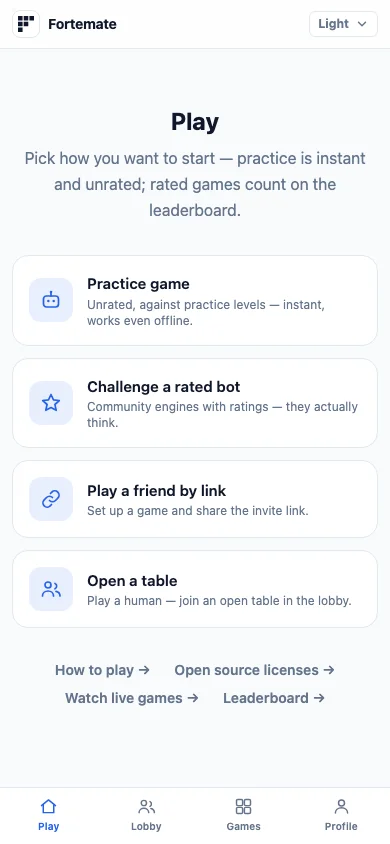 Fortemate
Light
Play
Pick how you want to start — practice is instant
and unrated; rated games count on the
leaderboard.
Practice game
Unrated, against practice levels — instant,
works even offline.
Challenge a rated bot
Community engines with ratings — they actually
think.
Play a friend by link
Set up a game and share the invite link.
Open a table
Play a human — join an open table in the lobby.
How to play → Open source licenses →
Watch live games → Leaderboard →
Play Lobby Games Profile